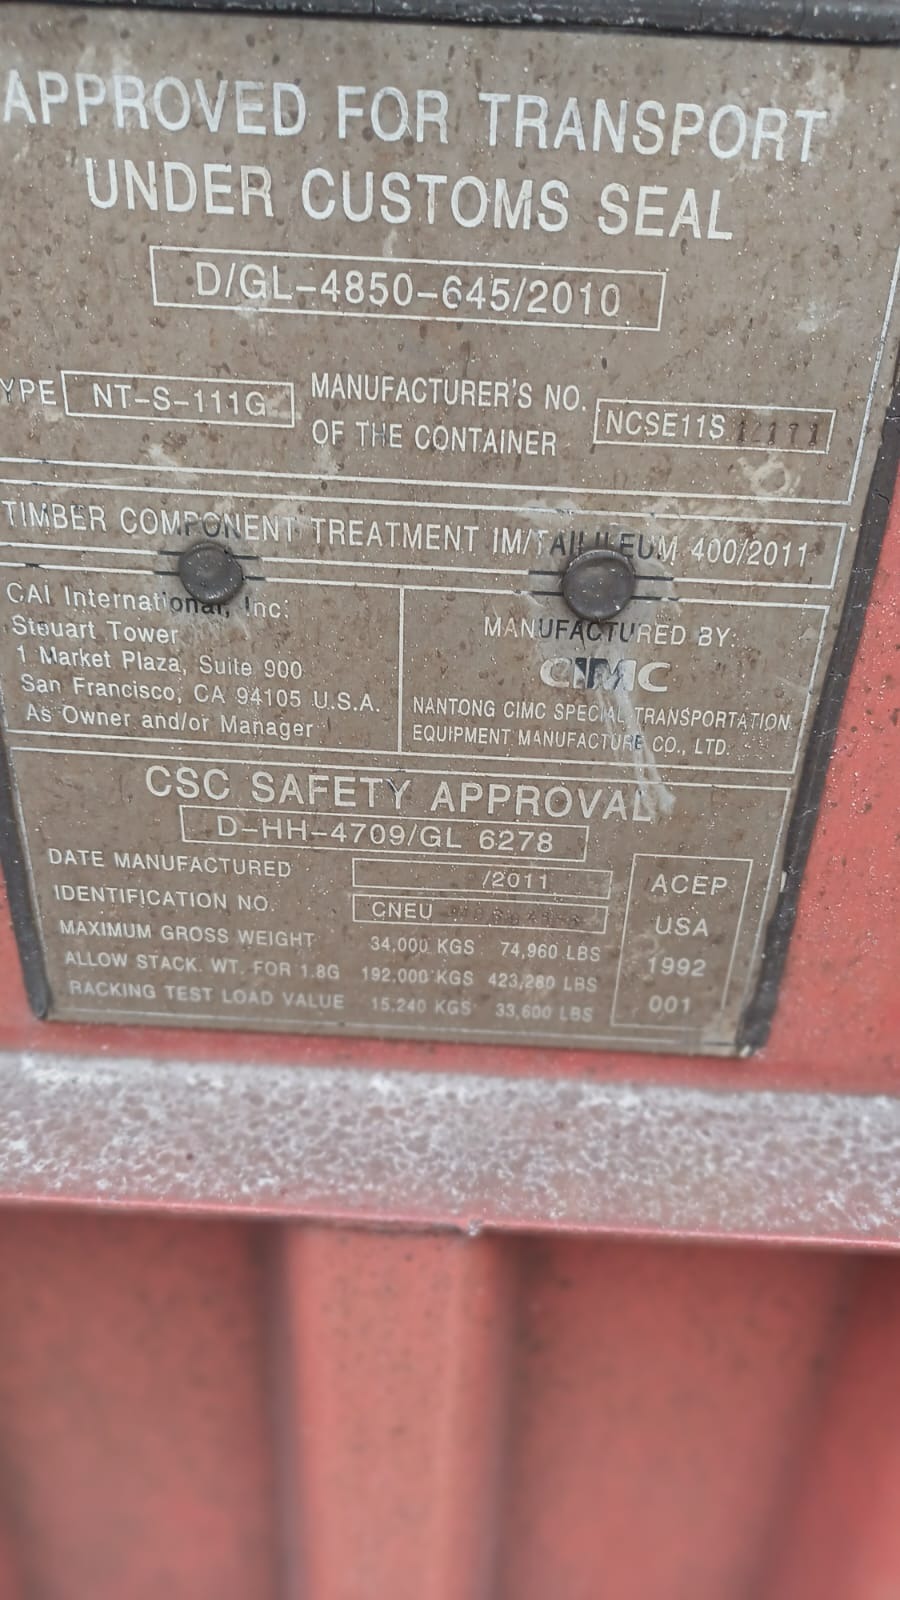 APPROVED FOR TRANSPORT
UNDER CUSTOMS SEAL
D/GL-4850-645/2010
YPE NT-S-111G MANUFACTURER'S NO. OF THE CONTAINER NCSE11S
TIMBER COMPONENT TREATMENT IM/TAILILEUM 400/2011
CAI International, Inc.
Steuart Tower
1 Market Plaza, Suite 900
San Francisco, CA 94105 U.S.A.
As Owner and/or Manager
MANUFACTURED BY:
CIMC
NANTONG CIMC SPECIAL TRANSPORTATION
EQUIPMENT MANUFACTURE CO., LTD.
CSC SAFETY APPROVAL
D-HH-4709/GL 6278
DATE MANUFACTURED /2011
IDENTIFICATION NO. CNEU
MAXIMUM GROSS WEIGHT 34,000 KGS 74,960 LBS
ALLOW STACK. WT. FOR 1.8G 192,000 KGS 423,280 LBS
RACKING TEST LOAD VALUE 15,240 KGS 33,600 LBS
ACEP
USA
1992
001